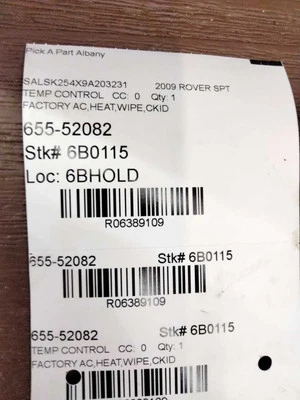 Pick A Part Albany
SALSK254X9A203231 2009 ROVER SPT
TEMP CONTROL CC: 0 Qty: 1
FACTORY AC,HEAT,WIPE,CKID
655-52082
Stk# 6B0115
Loc: 6BHOLD
R06389109
655-52082 Stk# 6B0115
R06389109
655-52082 Stk# 6B0115
TEMP CONTROL CC: 0 Qty: 1
FACTORY AC,HEAT,WIPE,CKID